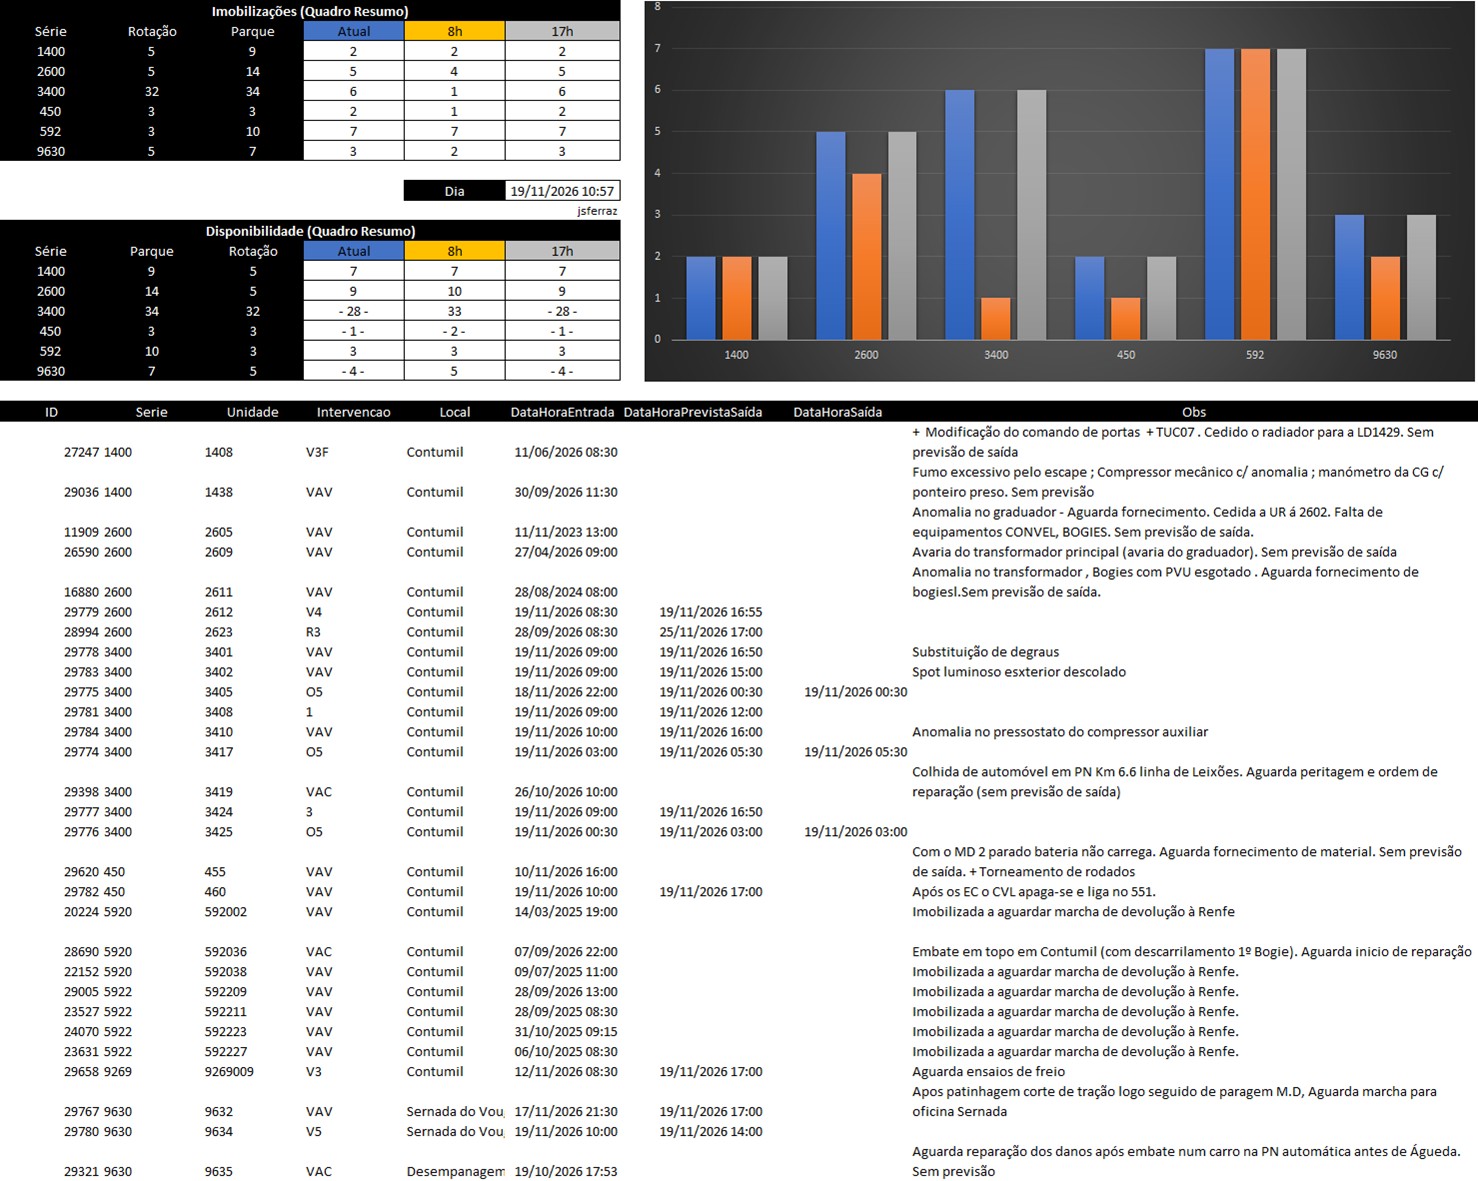 Imobilizações (Quadro Resumo)
Série Rotação Parque Atual 8h 17h
1400 5 9 2 2 2
2600 5 14 5 4 5
3400 32 34 6 1 6
450 3 3 2 1 2
592 3 10 7 7 7
9630 5 7 3 2 3
Dia 19/11/2026 10:57
jsferraz
Disponibilidade (Quadro Resumo)
Série Parque Rotação Atual 8h 17h
1400 9 5 7 7 7
2600 14 5 9 10 9
3400 34 32 - 28 - 33 - 28 -
450 3 3 - 1 - - 2 - - 1 -
592 10 3 3 3 3
9630 7 5 - 4 - 5 - 4 -
8
7
6
5
4
3
2
1
0
1400 2600 3400 450 592 9630
ID Serie Unidade Intervencao Local DataHoraEntrada DataHoraPrevistaSaída DataHoraSaída Obs
+ Modificação do comando de portas + TUC07 . Cedido o radiador para a LD1429. Sem
27247 1400 1408 V3F Contumil 11/06/2026 08:30 previsão de saída
Fumo excessivo pelo escape ; Compressor mecânico c/ anomalia ; manómetro da CG c/
29036 1400 1438 VAV Contumil 30/09/2026 11:30 ponteiro preso. Sem previsão
Anomalia no graduador - Aguarda fornecimento. Cedida a UR á 2602. Falta de
11909 2600 2605 VAV Contumil 11/11/2023 13:00 equipamentos CONVEL, BOGIES. Sem previsão de saída.
26590 2600 2609 VAV Contumil 27/04/2026 09:00 Avaria do transformador principal (avaria do graduador). Sem previsão de saída
Anomalia no transformador , Bogies com PVU esgotado . Aguarda fornecimento de
16880 2600 2611 VAV Contumil 28/08/2024 08:00 bogiesl.Sem previsão de saída.
29779 2600 2612 V4 Contumil 19/11/2026 08:30 19/11/2026 16:55
28994 2600 2623 R3 Contumil 28/09/2026 08:30 25/11/2026 17:00
29778 3400 3401 VAV Contumil 19/11/2026 09:00 19/11/2026 16:50 Substituição de degraus
29783 3400 3402 VAV Contumil 19/11/2026 09:00 19/11/2026 15:00 Spot luminoso esxterior descolado
29775 3400 3405 O5 Contumil 18/11/2026 22:00 19/11/2026 00:30 19/11/2026 00:30
29781 3400 3408 1 Contumil 19/11/2026 09:00 19/11/2026 12:00
29784 3400 3410 VAV Contumil 19/11/2026 10:00 19/11/2026 16:00 Anomalia no pressostato do compressor auxiliar
29774 3400 3417 O5 Contumil 19/11/2026 03:00 19/11/2026 05:30 19/11/2026 05:30
Colhida de automóvel em PN Km 6.6 linha de Leixões. Aguarda peritagem e ordem de
29398 3400 3419 VAC Contumil 26/10/2026 10:00 reparação (sem previsão de saída)
29777 3400 3424 3 Contumil 19/11/2026 09:00 19/11/2026 16:50
29776 3400 3425 O5 Contumil 19/11/2026 00:30 19/11/2026 03:00 19/11/2026 03:00
Com o MD 2 parado bateria não carrega. Aguarda fornecimento de material. Sem previsão
29620 450 455 VAV Contumil 10/11/2026 16:00 de saída. + Torneamento de rodados
29782 450 460 VAV Contumil 19/11/2026 10:00 19/11/2026 17:00 Após os EC o CVL apaga-se e liga no 551.
20224 5920 592002 VAV Contumil 14/03/2025 19:00 Imobilizada a aguardar marcha de devolução à Renfe
28690 5920 592036 VAC Contumil 07/09/2026 22:00 Embate em topo em Contumil (com descarrilamento 1º Bogie). Aguarda inicio de reparação
22152 5920 592038 VAV Contumil 09/07/2025 11:00 Imobilizada a aguardar marcha de devolução à Renfe.
29005 5922 592209 VAV Contumil 28/09/2026 13:00 Imobilizada a aguardar marcha de devolução à Renfe.
23527 5922 592211 VAV Contumil 28/09/2025 08:30 Imobilizada a aguardar marcha de devolução à Renfe.
24070 5922 592223 VAV Contumil 31/10/2025 09:15 Imobilizada a aguardar marcha de devolução à Renfe.
23631 5922 592227 VAV Contumil 06/10/2025 08:30 Imobilizada a aguardar marcha de devolução à Renfe.
29658 9269 9269009 V3 Contumil 12/11/2026 08:30 19/11/2026 17:00 Aguarda ensaios de freio
Apos patinhagem corte de tração logo seguido de paragem M.D, Aguarda marcha para
29767 9630 9632 VAV Sernada do Vou 17/11/2026 21:30 19/11/2026 17:00 oficina Sernada
29780 9630 9634 V5 Sernada do Vou 19/11/2026 10:00 19/11/2026 14:00
Aguarda reparação dos danos após embate num carro na PN automática antes de Águeda.
29321 9630 9635 VAC Desempanagem 19/10/2026 17:53 Sem previsão